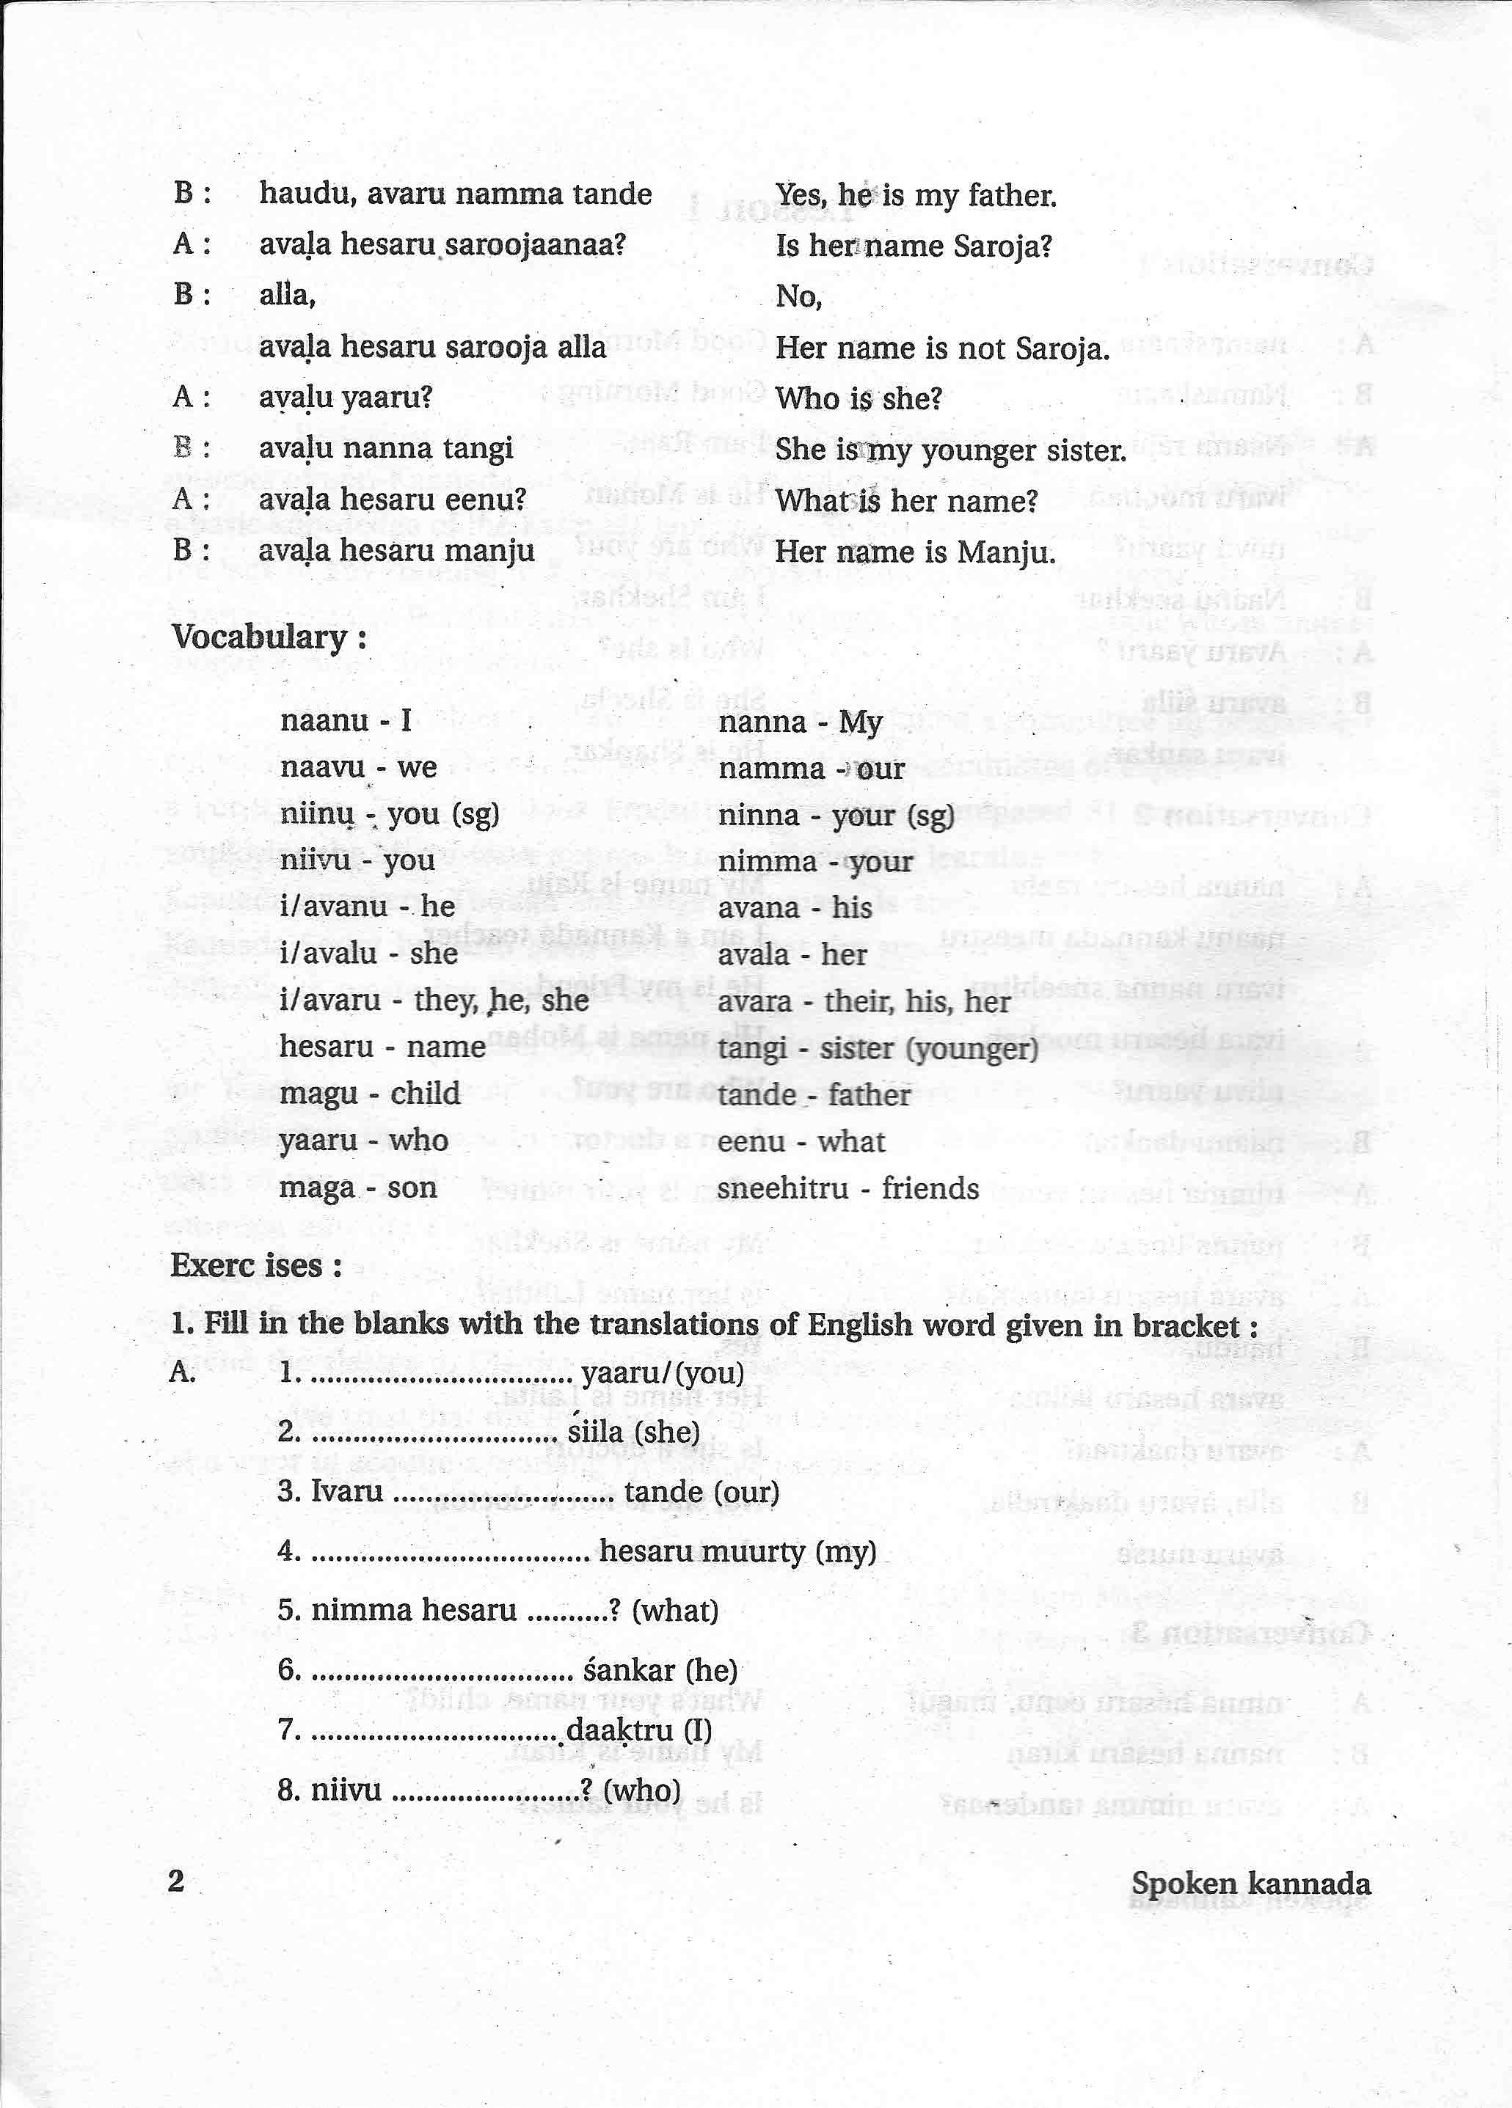 B : haudu, avaru namma tande Yes, he is my father.
A : avaḷa hesaru saroojaanaa? Is her name Saroja?
B : alla, No,
avaḷa hesaru sarooja alla Her name is not Saroja.
A : avaḷu yaaru? Who is she?
B : avaḷu nanna tangi She is my younger sister.
A : avaḷa hesaru eenu? What is her name?
B : avaḷa hesaru manju Her name is Manju.
Vocabulary :
naanu - I nanna - My
naavu - we namma - our
niinu - you (sg) ninna - your (sg)
niivu - you nimma - your
i/avanu - he avana - his
i/avalu - she avala - her
i/avaru - they, he, she avara - their, his, her
hesaru - name tangi - sister (younger)
magu - child tande - father
yaaru - who eenu - what
maga - son sneehitru - friends
Exerc ises :
1. Fill in the blanks with the translations of English word given in bracket :
A. 1. ................................ yaaru/(you)
2. .............................. śiila (she)
3. Ivaru ........................... tande (our)
4. .................................. hesaru muurty (my)
5. nimma hesaru ..........? (what)
6. ................................ śankar (he)
7. .............................. daakṭru (I)
8. niivu .......................? (who)
2 Spoken kannada